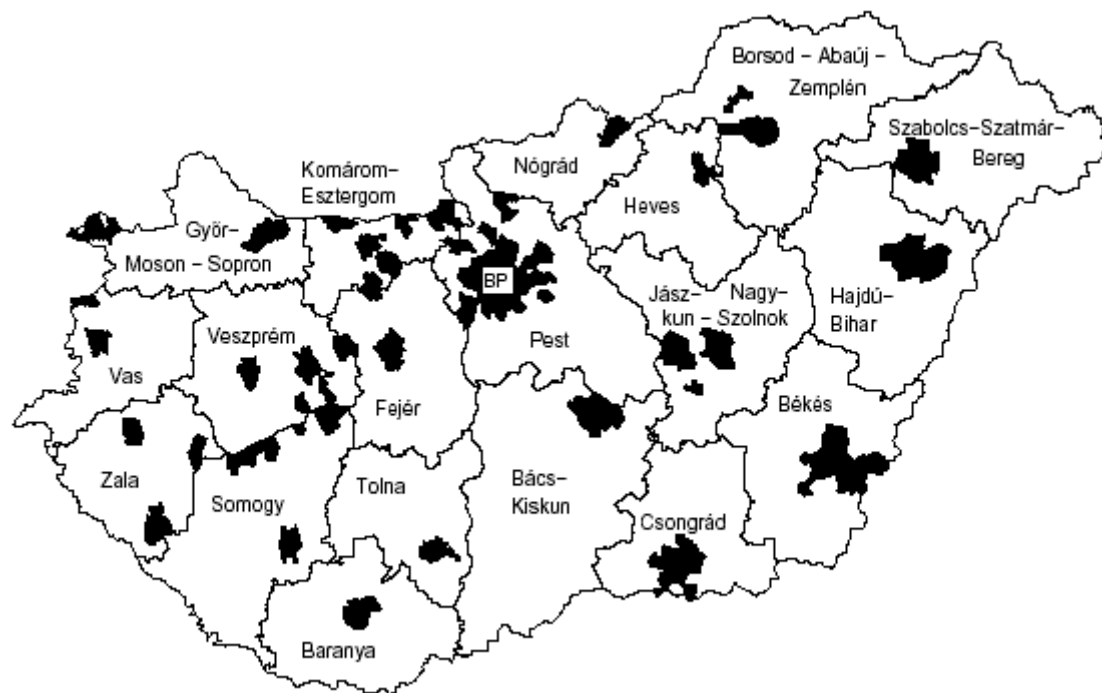 Borsod – Abaúj –
Zemplén
Szabolcs–Szatmár–
Bereg
Nógrád
Komárom–
Esztergom
Heves
Győr–
Moson – Sopron
BP
Jász– Nagy–
kun – Szolnok
Hajdú–
Bihar
Veszprém
Pest
Vas
Fejér
Békés
Zala
Somogy
Tolna
Bács–
Kiskun
Csongrád
Baranya